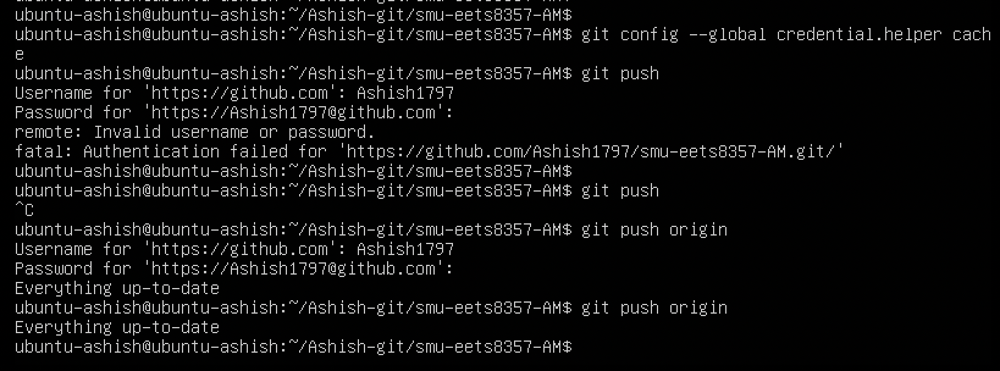 ubuntu-ashish@ubuntu-ashish:~/Ashish-git/smu-eets8357-AM$
ubuntu-ashish@ubuntu-ashish:~/Ashish-git/smu-eets8357-AM$ git config --global credential.helper cach
e
ubuntu-ashish@ubuntu-ashish:~/Ashish-git/smu-eets8357-AM$ git push
Username for 'https://github.com': Ashish1797
Password for 'https://Ashish1797@github.com':
remote: Invalid username or password.
fatal: Authentication failed for 'https://github.com/Ashish1797/smu-eets8357-AM.git/'
ubuntu-ashish@ubuntu-ashish:~/Ashish-git/smu-eets8357-AM$
ubuntu-ashish@ubuntu-ashish:~/Ashish-git/smu-eets8357-AM$ git push
^C
ubuntu-ashish@ubuntu-ashish:~/Ashish-git/smu-eets8357-AM$ git push origin
Username for 'https://github.com': Ashish1797
Password for 'https://Ashish1797@github.com':
Everything up-to-date
ubuntu-ashish@ubuntu-ashish:~/Ashish-git/smu-eets8357-AM$ git push origin
Everything up-to-date
ubuntu-ashish@ubuntu-ashish:~/Ashish-git/smu-eets8357-AM$